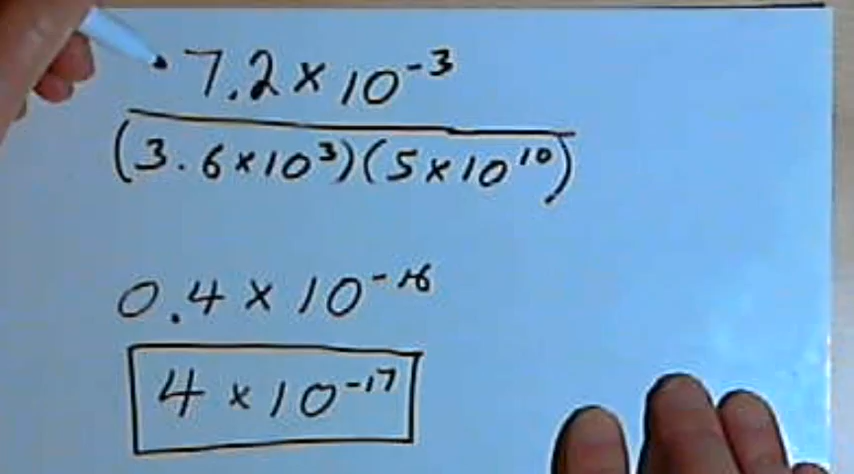 7.2 × 10⁻³
(3.6 × 10³)(5 × 10¹⁰)
0.4 × 10⁻¹⁶
4 × 10⁻¹⁷